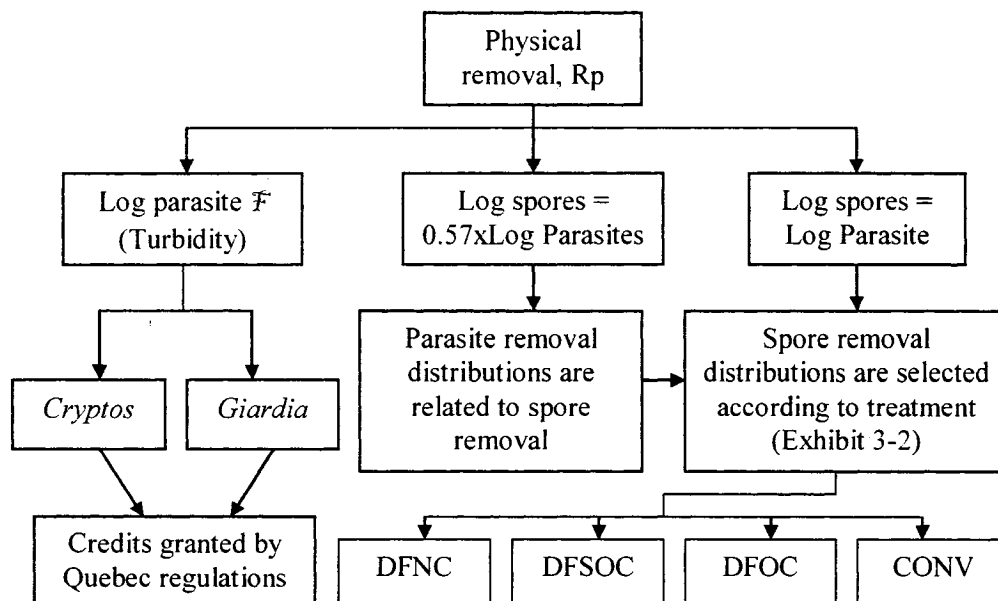 Physical
removal, Rp
Log parasite ℱ
(Turbidity)
Log spores =
0.57xLog Parasites
Log spores =
Log Parasite
Parasite removal
distributions are
related to spore
removal
Spore removal
distributions are selected
according to treatment
(Exhibit 3-2)
Cryptos
Giardia
Credits granted by
Quebec regulations
DFNC
DFSOC
DFOC
CONV